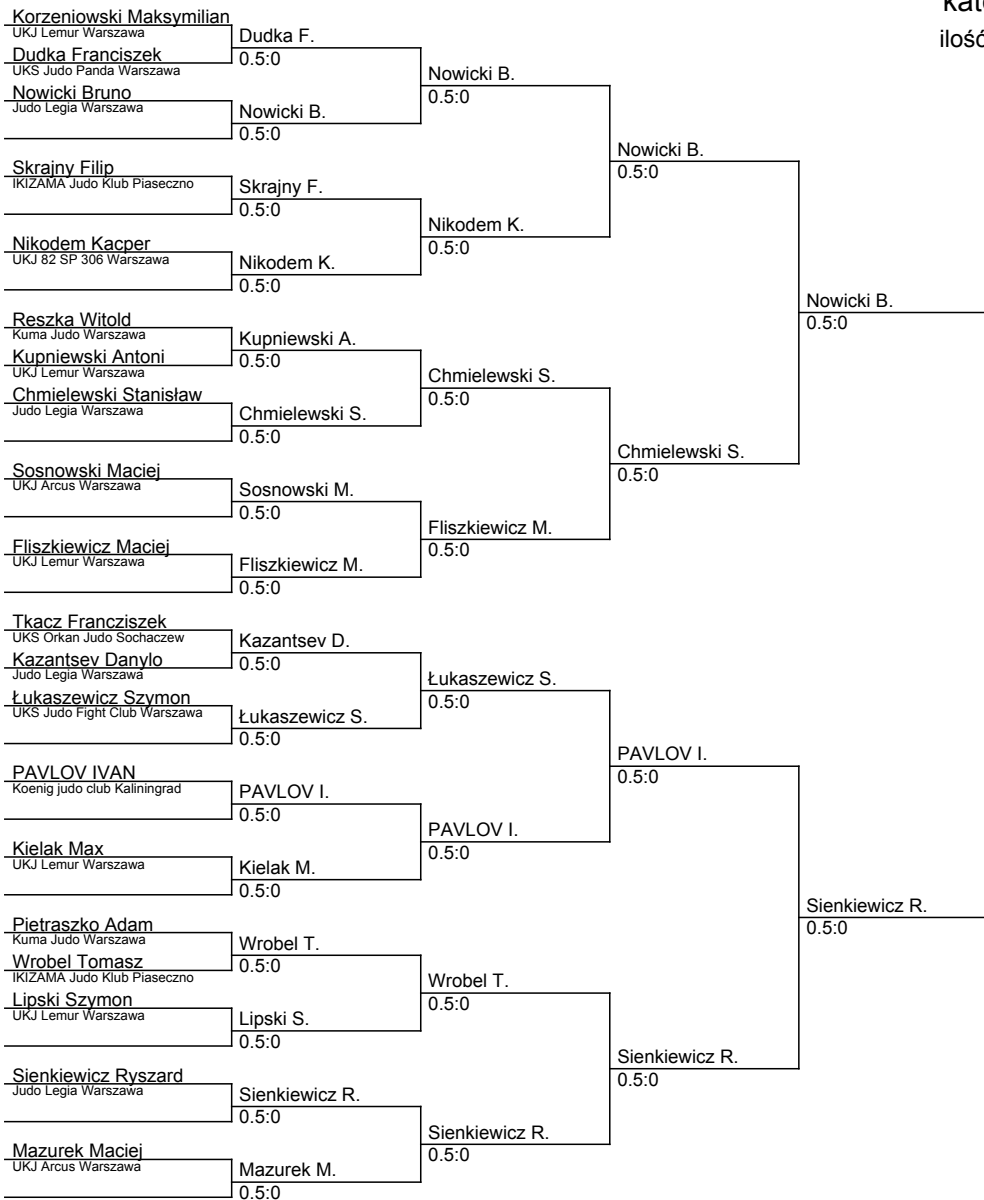 kate
ilość
Korzeniowski Maksymilian
UKJ Lemur Warszawa
Dudka Franciszek
UKS Judo Panda Warszawa
Nowicki Bruno
Judo Legia Warszawa
Skrajny Filip
IKIZAMA Judo Klub Piaseczno
Nikodem Kacper
UKJ 82 SP 306 Warszawa
Reszka Witold
Kuma Judo Warszawa
Kupniewski Antoni
UKJ Lemur Warszawa
Chmielewski Stanisław
Judo Legia Warszawa
Sosnowski Maciej
UKJ Arcus Warszawa
Fliszkiewicz Maciej
UKJ Lemur Warszawa
Tkacz Francziszek
UKS Orkan Judo Sochaczew
Kazantsev Danylo
Judo Legia Warszawa
Łukaszewicz Szymon
UKS Judo Fight Club Warszawa
PAVLOV IVAN
Koenig judo club Kaliningrad
Kielak Max
UKJ Lemur Warszawa
Pietraszko Adam
Kuma Judo Warszawa
Wrobel Tomasz
IKIZAMA Judo Klub Piaseczno
Lipski Szymon
UKJ Lemur Warszawa
Sienkiewicz Ryszard
Judo Legia Warszawa
Mazurek Maciej
UKJ Arcus Warszawa
Dudka F.
0.5:0
Nowicki B.
0.5:0
Skrajny F.
0.5:0
Nikodem K.
0.5:0
Kupniewski A.
0.5:0
Chmielewski S.
0.5:0
Sosnowski M.
0.5:0
Fliszkiewicz M.
0.5:0
Kazantsev D.
0.5:0
Łukaszewicz S.
0.5:0
PAVLOV I.
0.5:0
Kielak M.
0.5:0
Wrobel T.
0.5:0
Lipski S.
0.5:0
Sienkiewicz R.
0.5:0
Mazurek M.
0.5:0
Nowicki B.
0.5:0
Nikodem K.
0.5:0
Chmielewski S.
0.5:0
Fliszkiewicz M.
0.5:0
Łukaszewicz S.
0.5:0
PAVLOV I.
0.5:0
Wrobel T.
0.5:0
Sienkiewicz R.
0.5:0
Nowicki B.
0.5:0
Chmielewski S.
0.5:0
PAVLOV I.
0.5:0
Sienkiewicz R.
0.5:0
Nowicki B.
0.5:0
Sienkiewicz R.
0.5:0